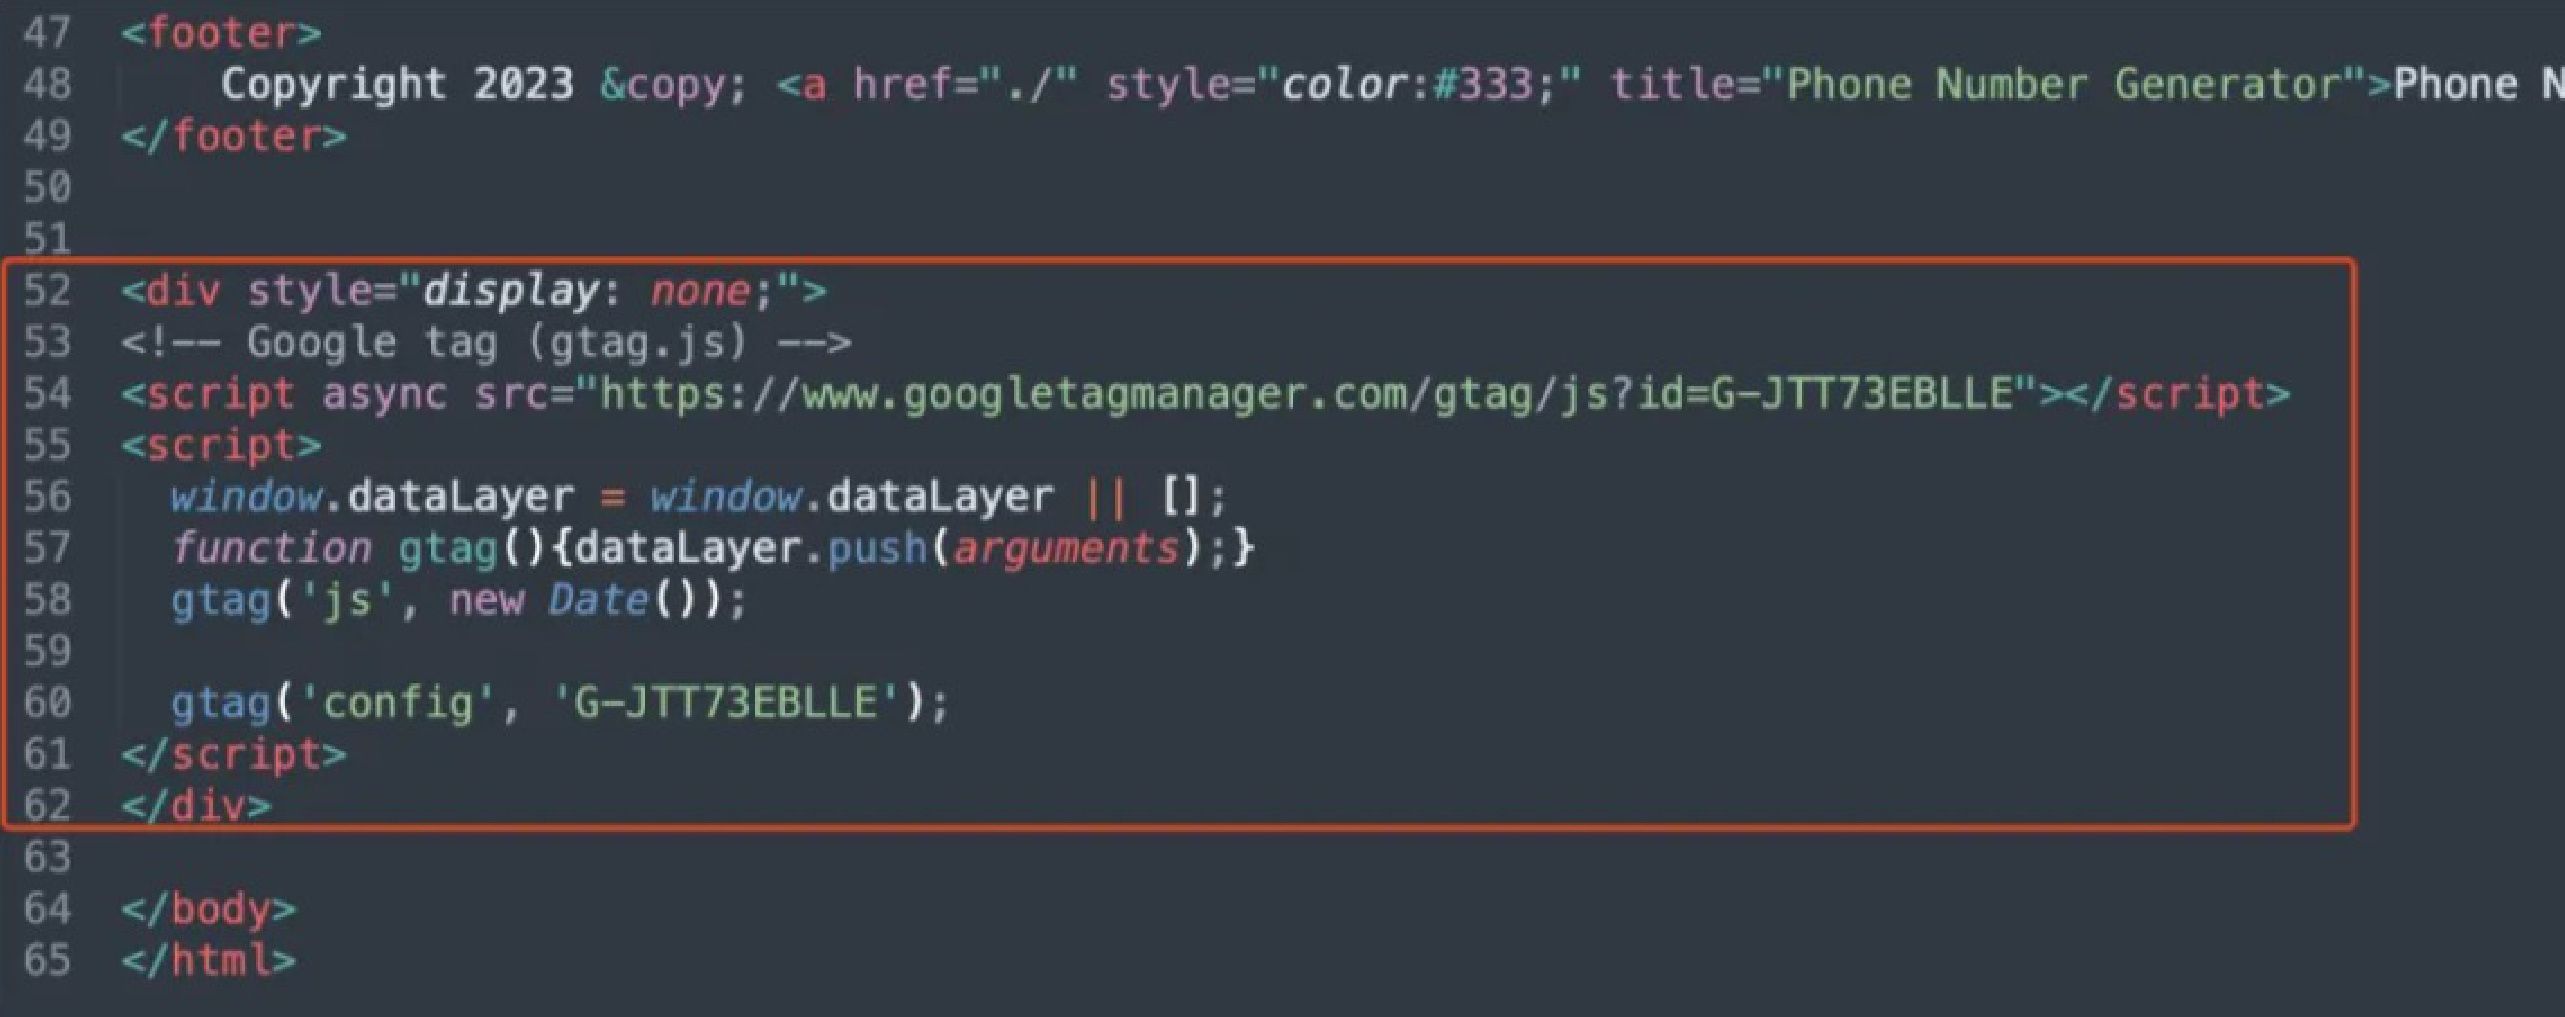 47 <footer>
48     Copyright 2023 &copy; <a href="./" style="color:#333;" title="Phone Number Generator">Phone N
49 </footer>
50
51
52 <div style="display: none;">
53 <!-- Google tag (gtag.js) -->
54 <script async src="https://www.googletagmanager.com/gtag/js?id=G-JTT73EBLLE"></script>
55 <script>
56   window.dataLayer = window.dataLayer || [];
57   function gtag(){dataLayer.push(arguments);}
58   gtag('js', new Date());
59
60   gtag('config', 'G-JTT73EBLLE');
61 </script>
62 </div>
63
64 </body>
65 </html>